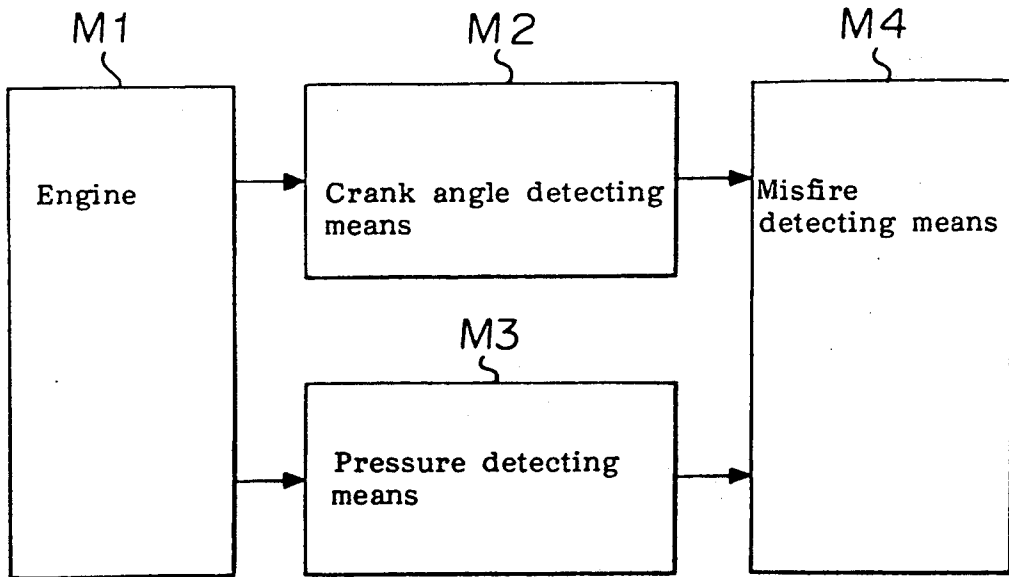 M1
M2
M4
Engine
Crank angle detecting
means
Misfire
detecting means
M3
Pressure detecting
means